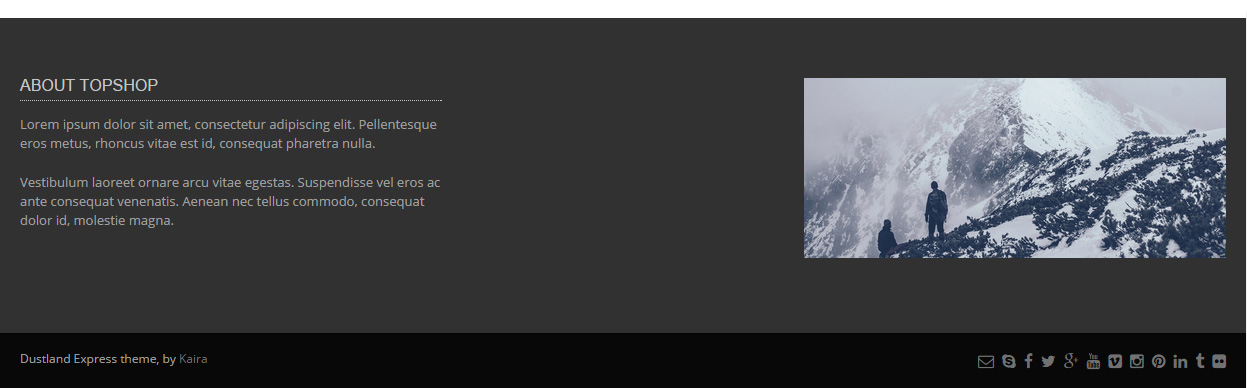 ABOUT TOPSHOP
Lorem ipsum dolor sit amet, consectetur adipiscing elit. Pellentesque
eros metus, rhoncus vitae est id, consequat pharetra nulla.
Vestibulum laoreet ornare arcu vitae egestas. Suspendisse vel eros ac
ante consequat venenatis. Aenean nec tellus commodo, consequat
dolor id, molestie magna.
Dustland Express theme, by Kaira